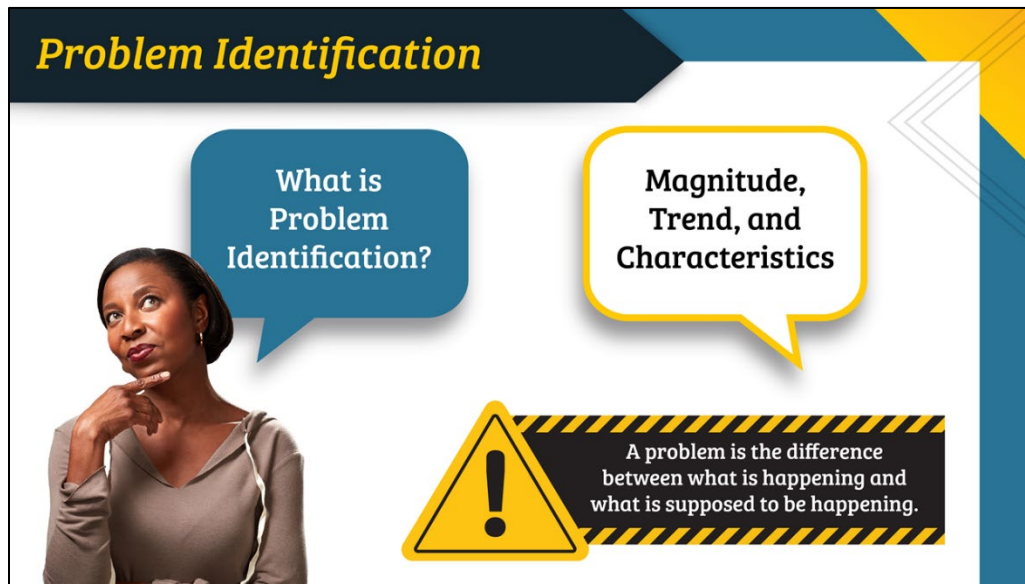 Problem Identification
What is
Problem
Identification?
Magnitude,
Trend, and
Characteristics
A problem is the difference
between what is happening and
what is supposed to be happening.